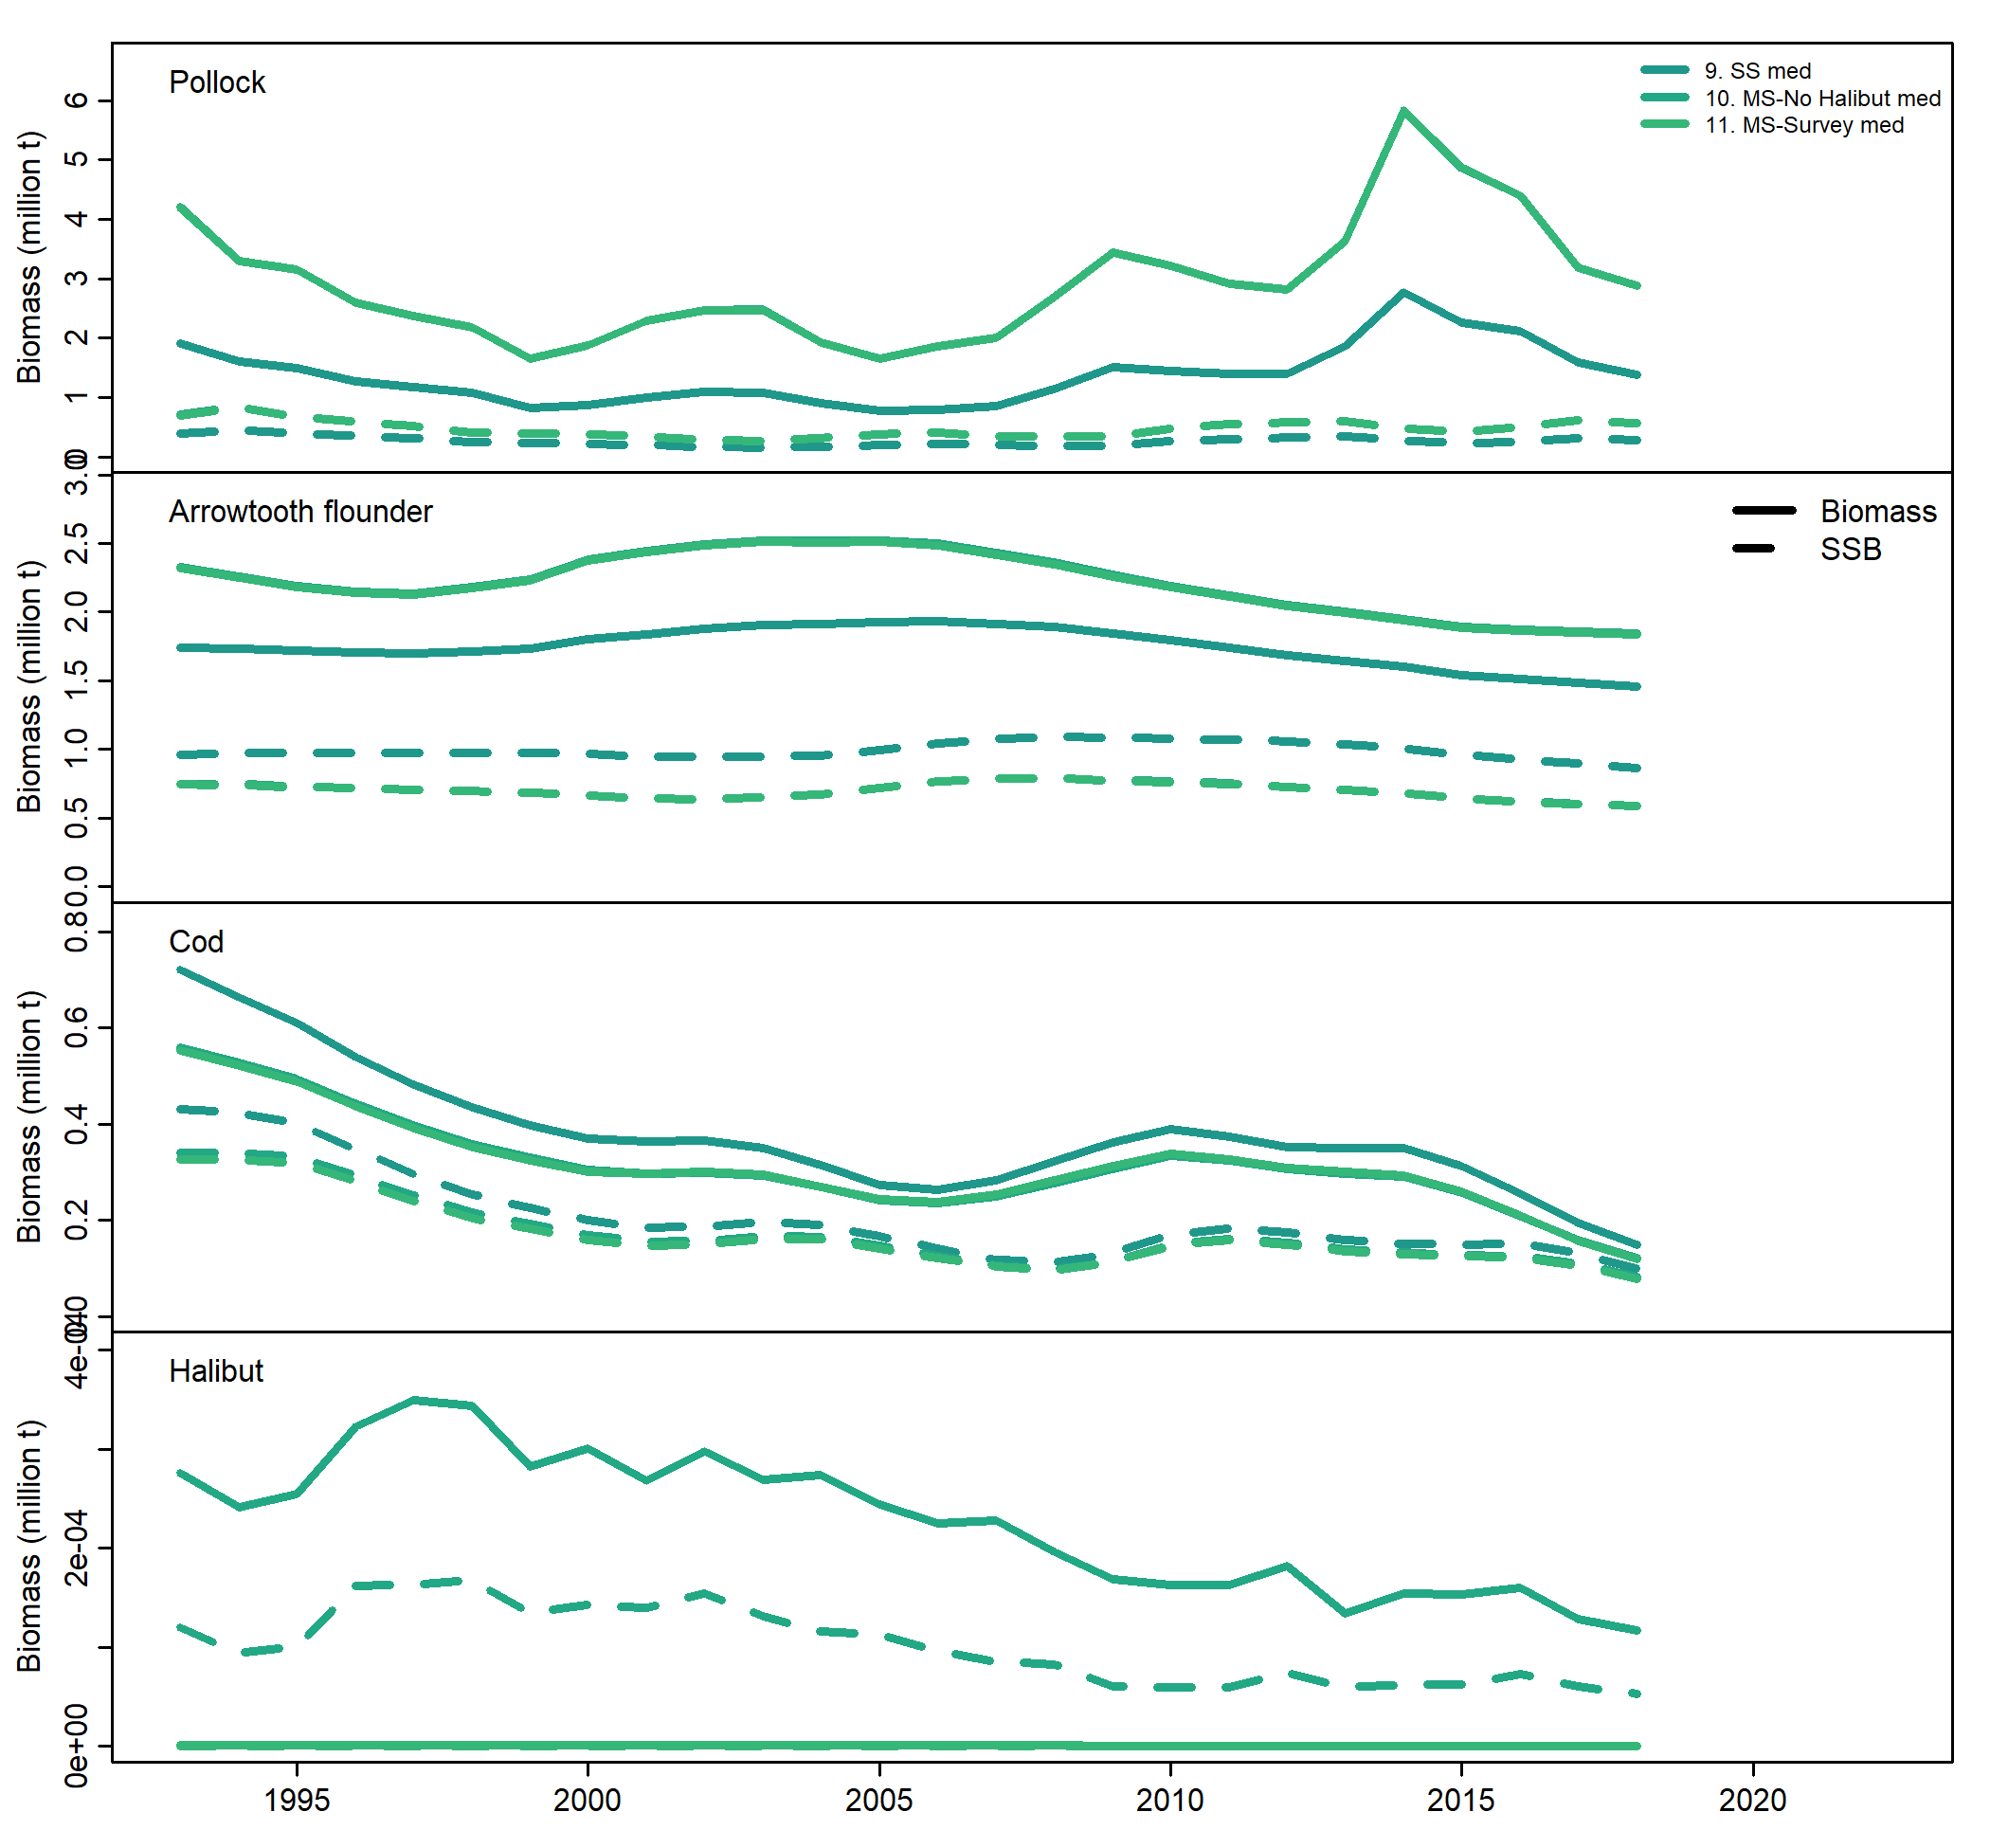 Pollock
9. SS med
10. MS-No Halibut med
11. MS-Survey med
Biomass (million t)
6
5
4
3
2
1
0
Arrowtooth flounder
Biomass
SSB
Biomass (million t)
3.0
2.5
2.0
1.5
1.0
0.5
0.0
Cod
Biomass (million t)
0.8
0.6
0.4
0.2
Halibut
Biomass (million t)
4e-04
2e-04
0e+00
1995 2000 2005 2010 2015 2020